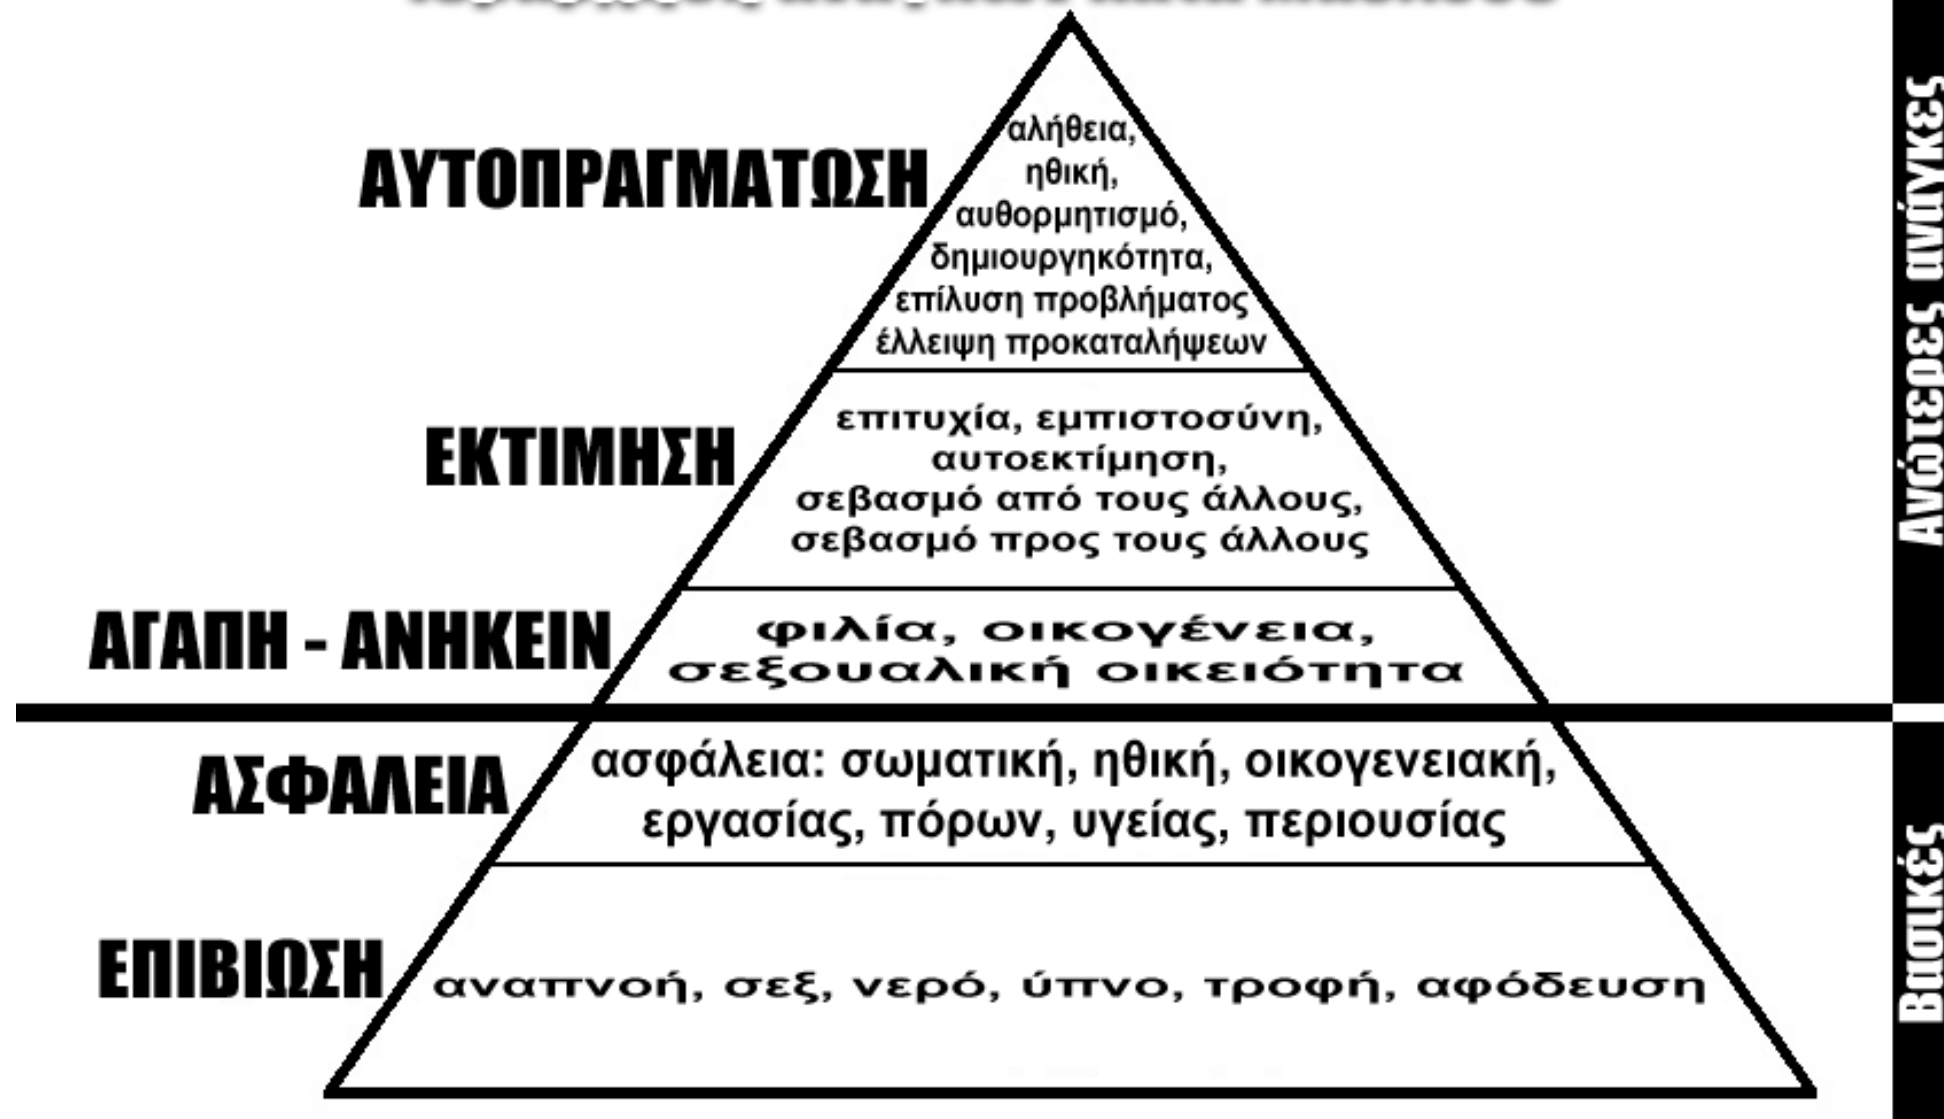 ΑΥΤΟΠΡΑΓΜΑΤΩΣΗ
αλήθεια,
ηθική,
αυθορμητισμό,
δημιουργηκότητα,
επίλυση προβλήματος
έλλειψη προκαταλήψεων
ΕΚΤΙΜΗΣΗ
επιτυχία, εμπιστοσύνη,
αυτοεκτίμηση,
σεβασμό από τους άλλους,
σεβασμό προς τους άλλους
ΑΓΑΠΗ - ΑΝΗΚΕΙΝ
φιλία, οικογένεια,
σεξουαλική οικειότητα
Ανώτερες ανάγκες
ΑΣΦΑΛΕΙΑ
ασφάλεια: σωματική, ηθική, οικογενειακή,
εργασίας, πόρων, υγείας, περιουσίας
ΕΠΙΒΙΩΣΗ
αναπνοή, σεξ, νερό, ύπνο, τροφή, αφόδευση
Βασικές